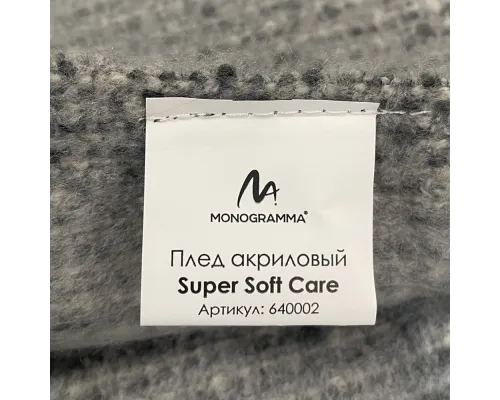 MONOGRAMMA®
Плед акриловый
Super Soft Care
Артикул: 640002